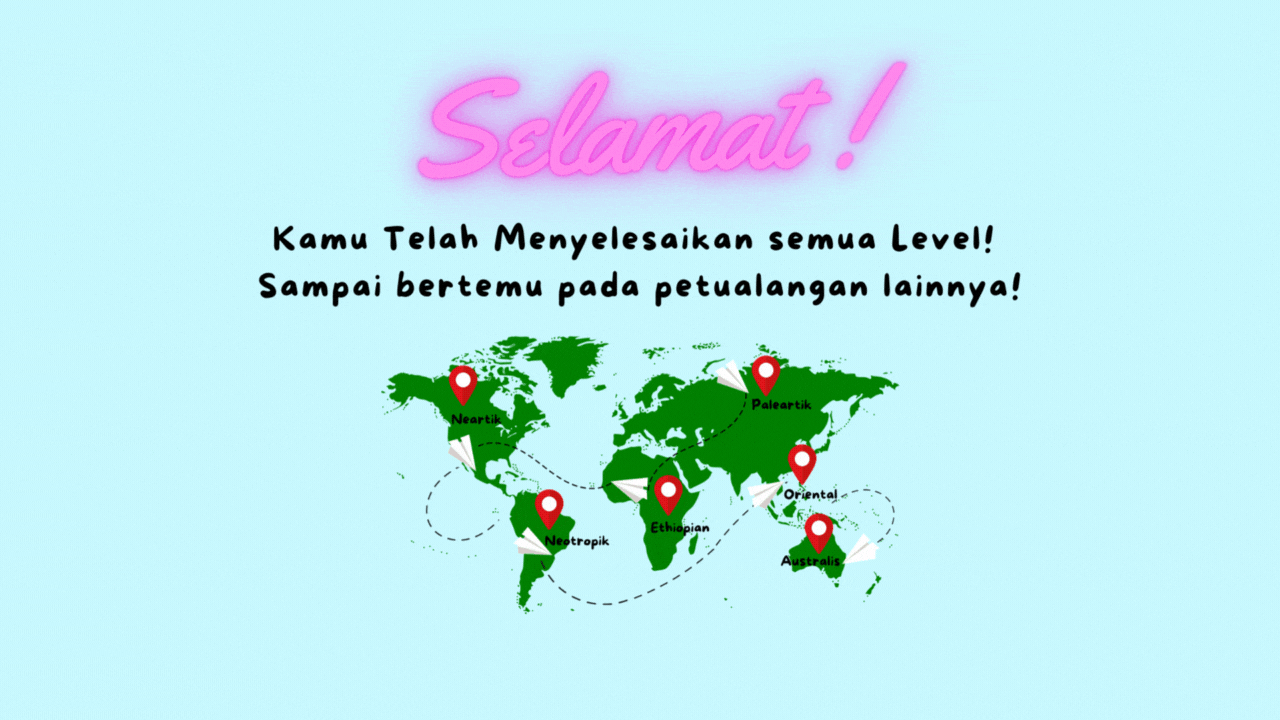 Selamat!
Kamu Telah Menyelesaikan semua Level!
Sampai bertemu pada petualangan lainnya!
Paleartik
Neartik
Oriental
Ethiopian
Neotropik
Australis